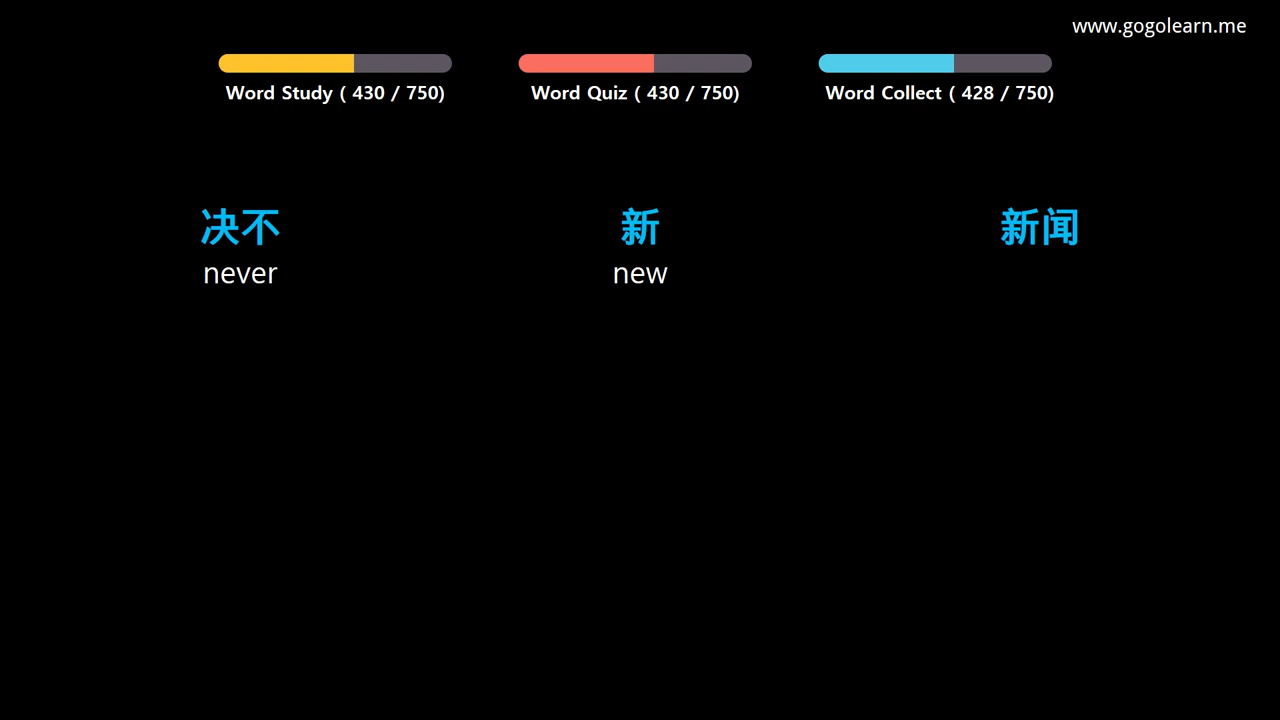 www.gogolearn.me
Word Study ( 430 / 750)
Word Quiz ( 430 / 750)
Word Collect ( 428 / 750)
决不
never
新
new
新闻